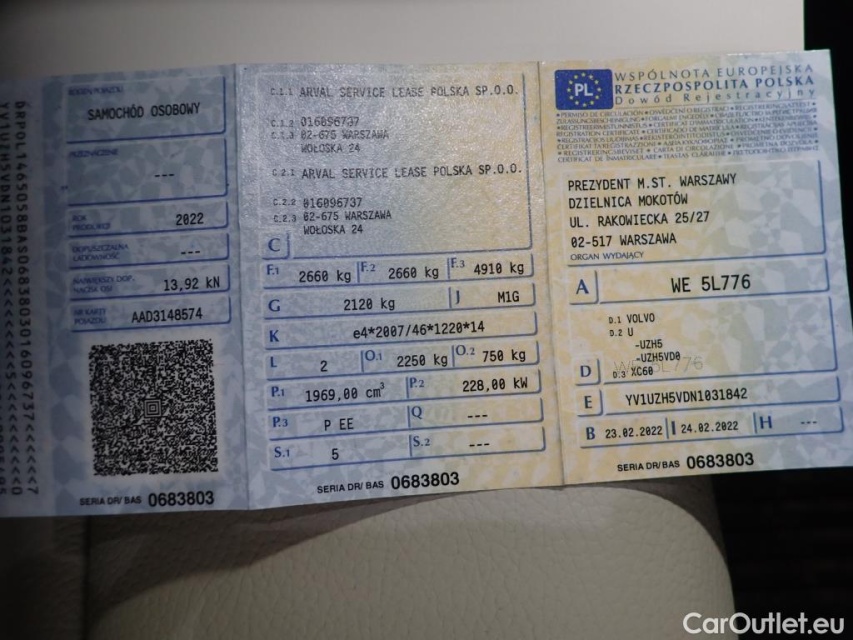 RODZAJ POJAZDU
SAMOCHÓD OSOBOWY
PRZEZNACZENIE
---
ROK PRODUKCJI
2022
DOPUSZCZALNA ŁADOWNOŚĆ
---
NAJWIĘKSZY DOP. NACISK OSI
13,92 kN
NR KARTY POJAZDU
AAD3148574
SERIA DR/BAS 0683803
C.1.1 ARVAL SERVICE LEASE POLSKA SP.O.O.
C.1.2 016096737
C.1.3 02-675 WARSZAWA
WOŁOSKA 24
C.2.1 ARVAL SERVICE LEASE POLSKA SP.O.O.
C.2.2 016096737
C.2.3 02-675 WARSZAWA
WOŁOSKA 24
C
F.1 2660 kg F.2 2660 kg F.3 4910 kg
G 2120 kg J M1G
K e4*2007/46*1220*14
L 2 O.1 2250 kg O.2 750 kg
P.1 1969,00 cm³ P.2 228,00 kW
P.3 P EE Q ---
S.1 5 S.2 ---
SERIA DR/BAS 0683803
PL
WSPÓLNOTA EUROPEJSKA
RZECZPOSPOLITA POLSKA
Dowód Rejestracyjny
PREZYDENT M.ST. WARSZAWY
DZIELNICA MOKOTÓW
UL. RAKOWIECKA 25/27
02-517 WARSZAWA
ORGAN WYDAJĄCY
A WE 5L776
D.1 VOLVO
D.2 U
-UZH5
-UZH5VD0
D D.3 XC60
E YV1UZH5VDN1031842
B 23.02.2022 I 24.02.2022 H ---
SERIA DR/BAS 0683803
CarOutlet.eu